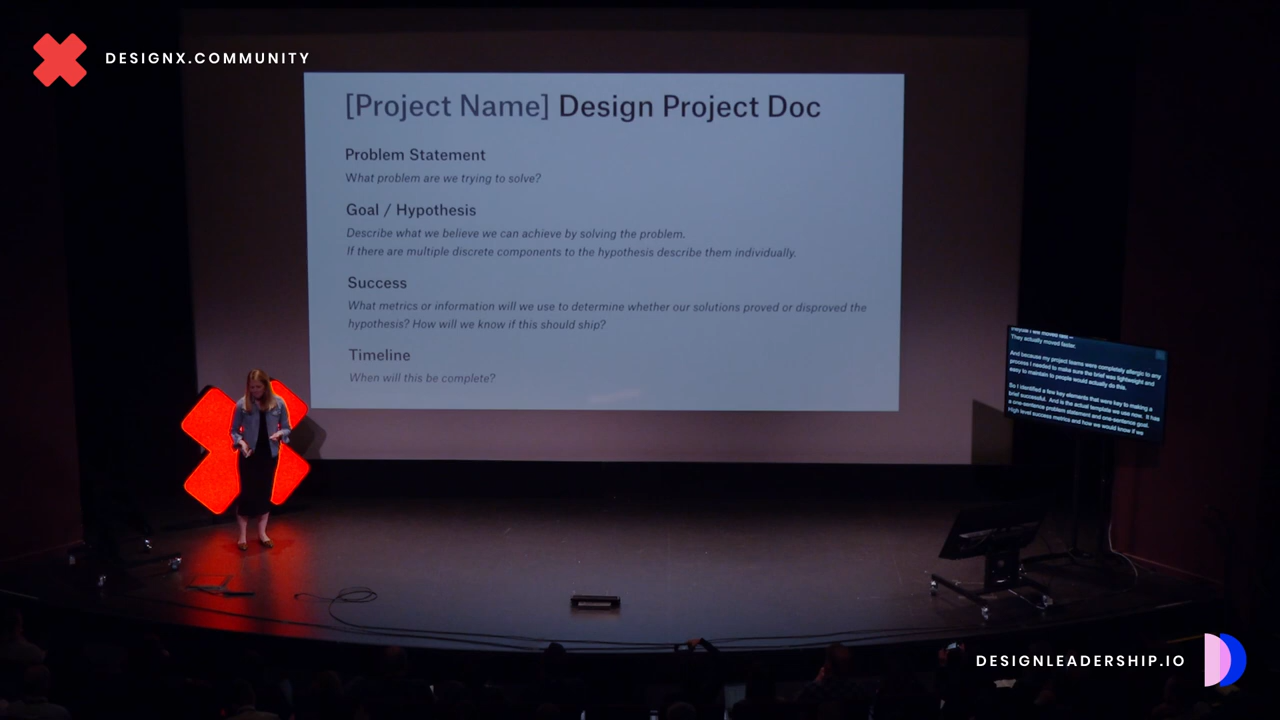 DESIGNX.COMMUNITY
[Project Name] Design Project Doc
Problem Statement
What problem are we trying to solve?
Goal / Hypothesis
Describe what we believe we can achieve by solving the problem.
If there are multiple discrete components to the hypothesis describe them individually.
Success
What metrics or information will we use to determine whether our solutions proved or disproved the
hypothesis? How will we know if this should ship?
Timeline
When will this be complete?
They actually moved faster.
And because my project teams were completely allergic to any
process I needed to make sure the brief was lightweight and
easy to maintain to people would actually do this.
So I identified a few key elements that were key to making a
brief successful. And is the actual template we use now. It has
a one-sentence problem statement and one-sentence goal.
High level success metrics and how we would know if we
DESIGNLEADERSHIP.IO